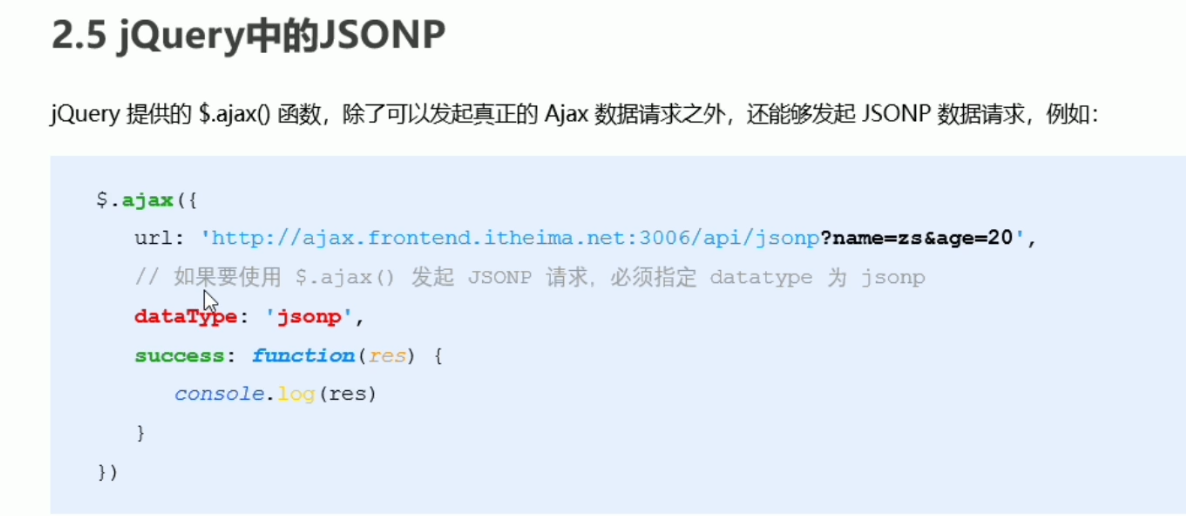 2.5 jQuery中的JSONP
jQuery 提供的 $.ajax() 函数，除了可以发起真正的 Ajax 数据请求之外，还能够发起 JSONP 数据请求，例如：
$.ajax({
url: 'http://ajax.frontend.itheima.net:3006/api/jsonp?name=zs&age=20',
// 如果要使用 $.ajax() 发起 JSONP 请求，必须指定 datatype 为 jsonp
dataType: 'jsonp',
success: function(res) {
console.log(res)
}
})